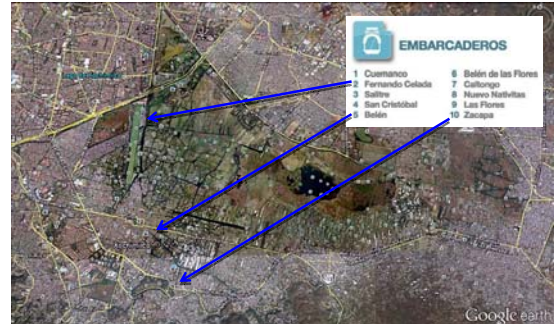 EMBARCADEROS
1 Cuemanco
2 Fernando Celada
3 Salitre
4 San Cristóbal
5 Belén
6 Belén de las Flores
7 Caltongo
8 Nuevo Nativitas
9 Las Flores
10 Zacapa
Google earth